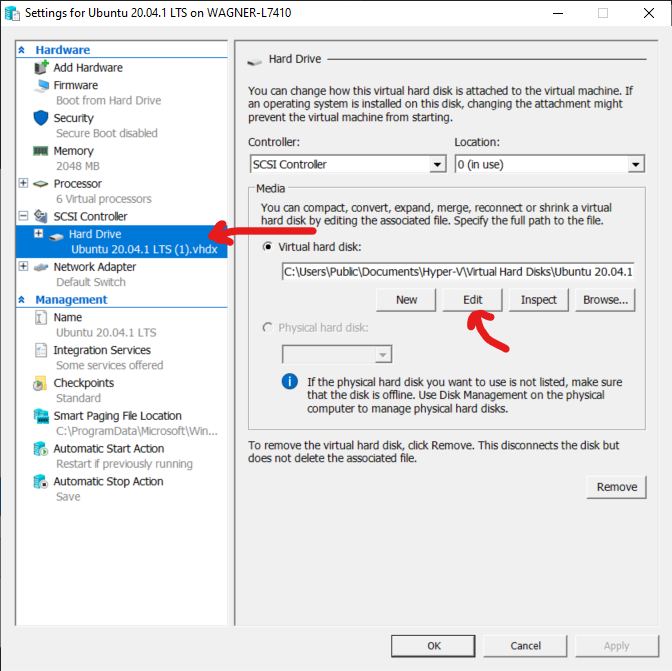 Settings for Ubuntu 20.04.1 LTS on WAGNER-L7410
Hardware
Add Hardware
Firmware
Boot from Hard Drive
Security
Secure Boot disabled
Memory
2048 MB
Processor
6 Virtual processors
SCSI Controller
Hard Drive
Ubuntu 20.04.1 LTS (1).vhdx
Network Adapter
Default Switch
Management
Name
Ubuntu 20.04.1 LTS
Integration Services
Some services offered
Checkpoints
Standard
Smart Paging File Location
C:\ProgramData\Microsoft\Win...
Automatic Start Action
Restart if previously running
Automatic Stop Action
Save
Hard Drive
You can change how this virtual hard disk is attached to the virtual machine. If
an operating system is installed on this disk, changing the attachment might
prevent the virtual machine from starting.
Controller:
Location:
SCSI Controller
0 (in use)
Media
You can compact, convert, expand, merge, reconnect or shrink a virtual
hard disk by editing the associated file. Specify the full path to the file.
Virtual hard disk:
C:\Users\Public\Documents\Hyper-V\Virtual Hard Disks\Ubuntu 20.04.1
New
Edit
Inspect
Browse...
Physical hard disk:
If the physical hard disk you want to use is not listed, make sure
that the disk is offline. Use Disk Management on the physical
computer to manage physical hard disks.
To remove the virtual hard disk, click Remove. This disconnects the disk but
does not delete the associated file.
Remove
OK
Cancel
Apply